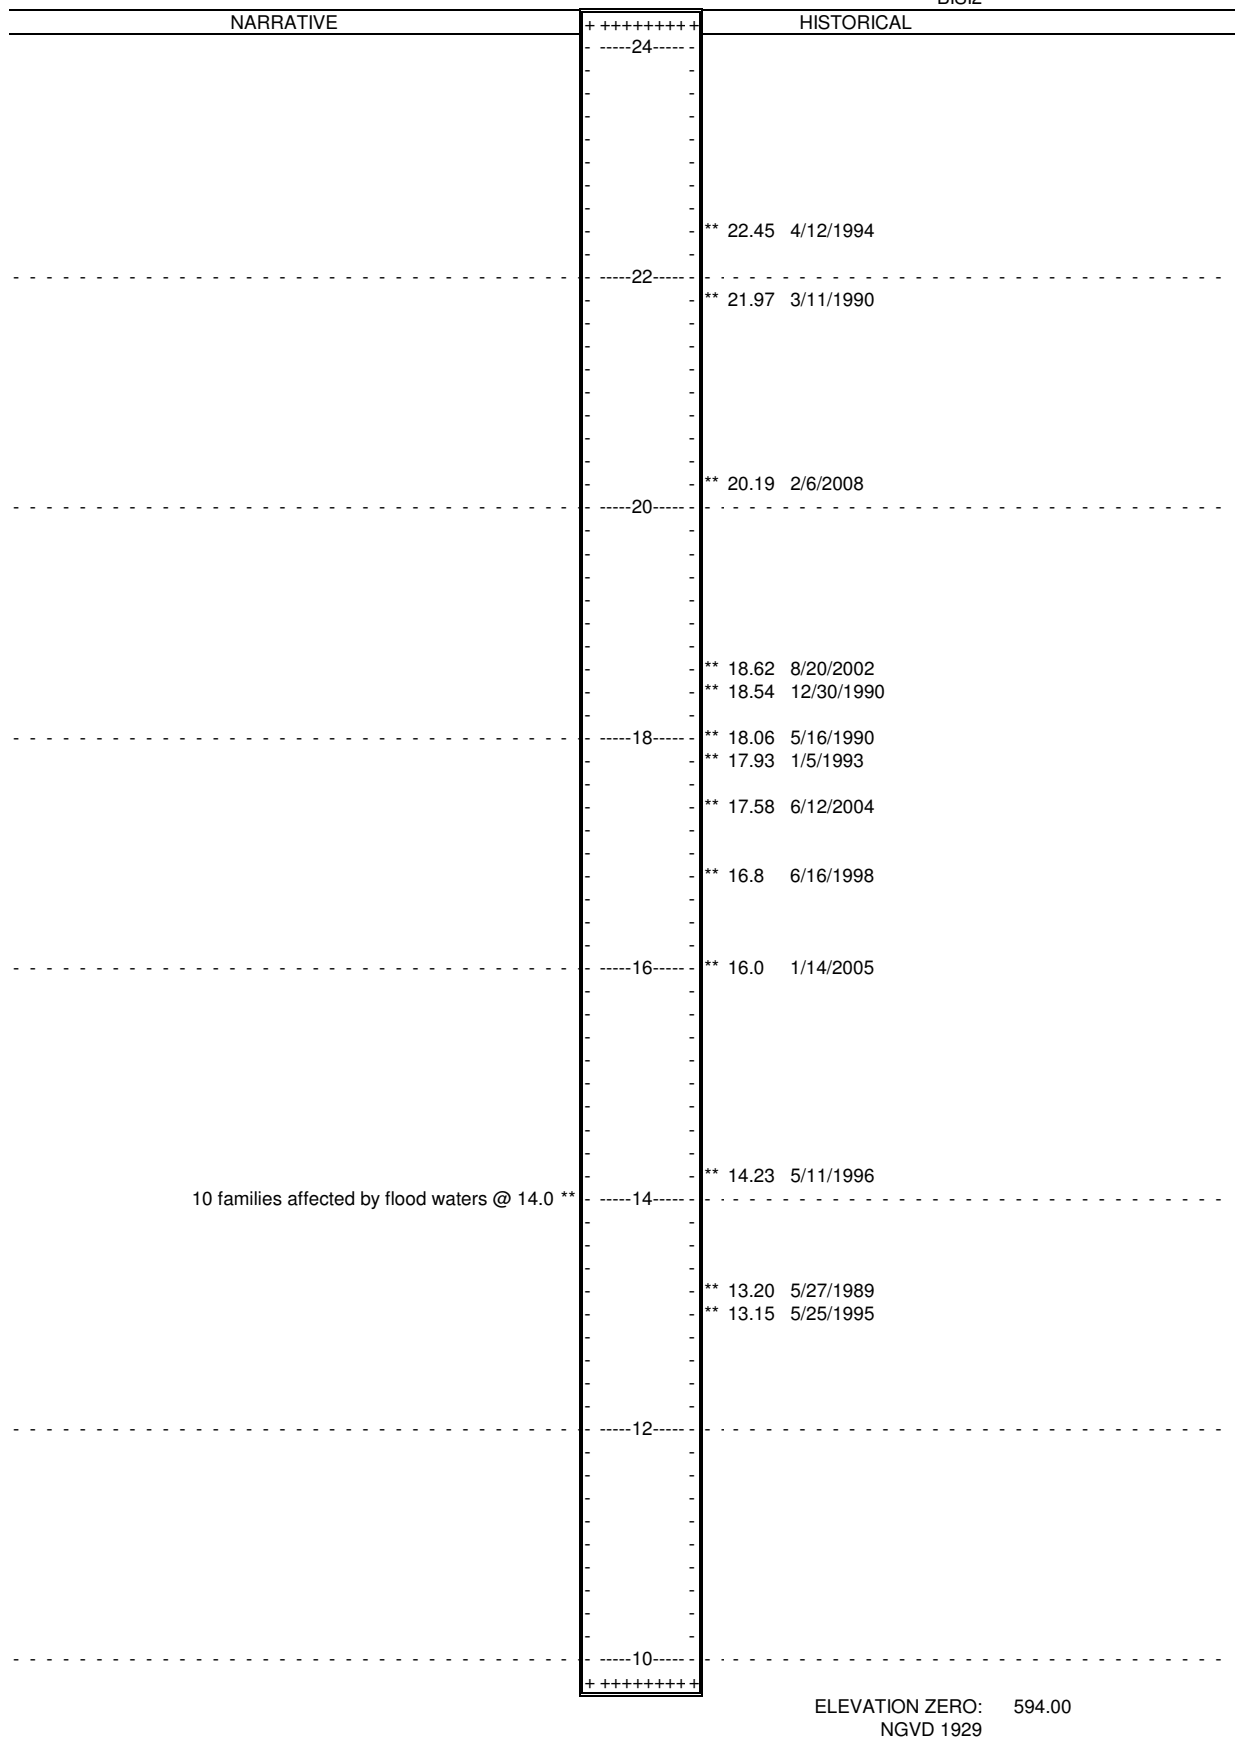 NARRATIVE + ++++++++ + HISTORICAL
- -----24----- -
** 22.45 4/12/1994
- -----22----- -
** 21.97 3/11/1990
** 20.19 2/6/2008
- -----20----- -
** 18.62 8/20/2002
** 18.54 12/30/1990
- -----18----- - ** 18.06 5/16/1990
** 17.93 1/5/1993
** 17.58 6/12/2004
** 16.8 6/16/1998
- -----16----- - ** 16.0 1/14/2005
** 14.23 5/11/1996
10 families affected by flood waters @ 14.0 ** - -----14----- -
** 13.20 5/27/1989
** 13.15 5/25/1995
- -----12----- -
- -----10----- -
+ ++++++++ +
ELEVATION ZERO: 594.00
NGVD 1929